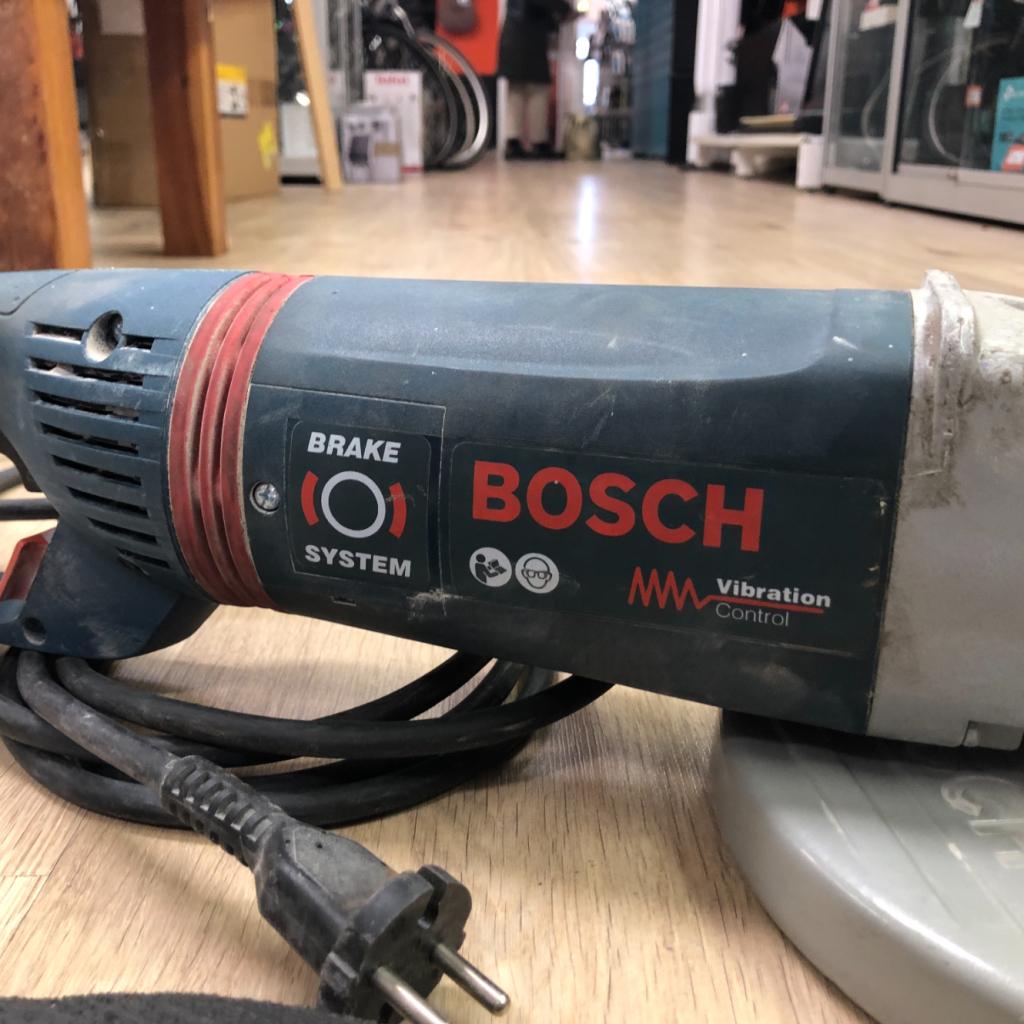 BRAKE
SYSTEM
BOSCH
Vibration
Control